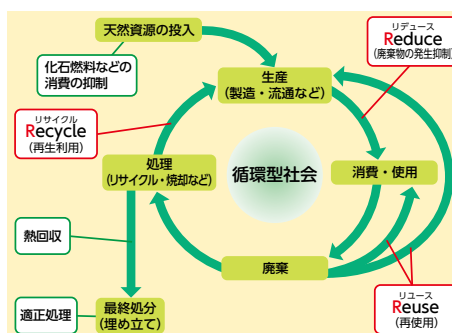 天然資源の投入
化石燃料などの
消費の抑制
リデュース
Reduce
(廃棄物の発生抑制)
生産
(製造・流通など)
リサイクル
Recycle
(再生利用)
処理
(リサイクル・焼却など)
循環型社会
消費・使用
熱回収
廃棄
適正処理
最終処分
(埋め立て)
リユース
Reuse
(再使用)